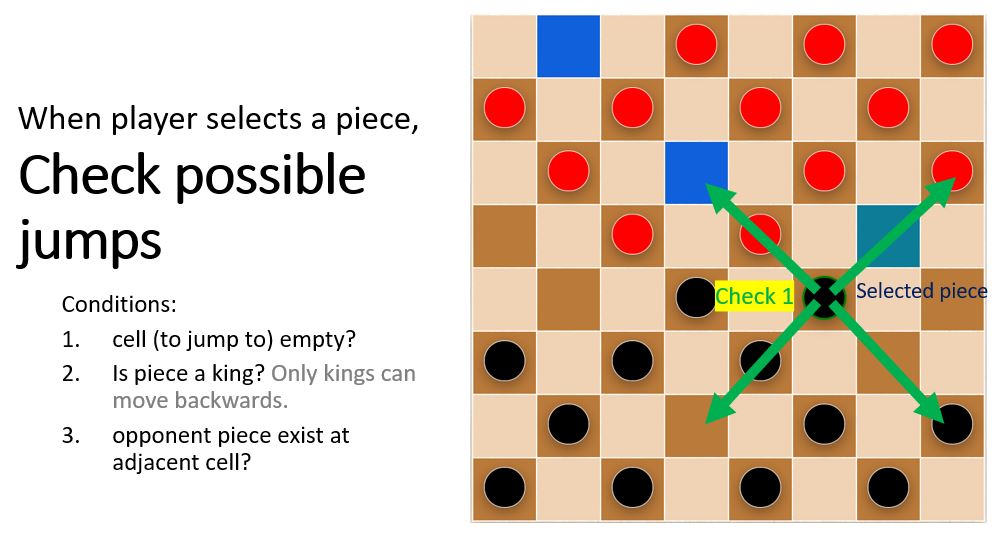 When player selects a piece,
Check possible
jumps
Conditions:
1. cell (to jump to) empty?
2. Is piece a king? Only kings can
move backwards.
3. opponent piece exist at
adjacent cell?
Check 1
Selected piece